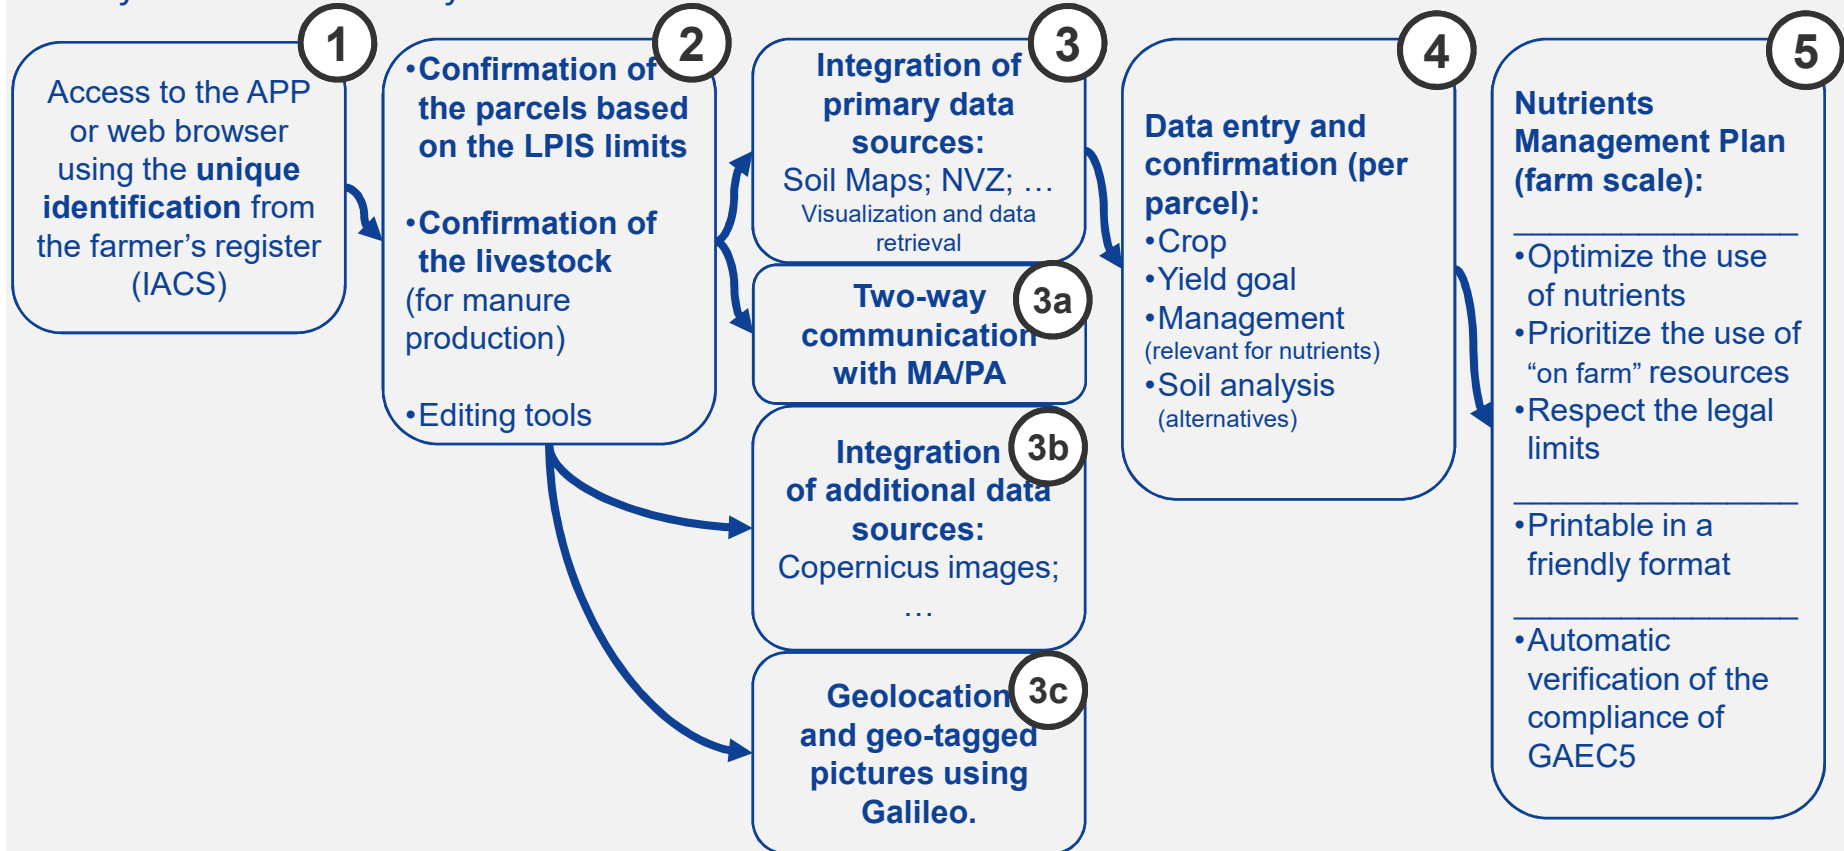 1
Access to the APP
or web browser
using the unique
identification from
the farmer’s register
(IACS)
2
•Confirmation of
the parcels based
on the LPIS limits
•Confirmation of
the livestock
(for manure
production)
•Editing tools
3
Integration of
primary data
sources:
Soil Maps; NVZ; …
Visualization and data
retrieval
3a
Two-way
communication
with MA/PA
3b
Integration
of additional data
sources:
Copernicus images;
…
3c
Geolocation
and geo-tagged
pictures using
Galileo.
4
Data entry and
confirmation (per
parcel):
•Crop
•Yield goal
•Management
(relevant for nutrients)
•Soil analysis
(alternatives)
5
Nutrients
Management Plan
(farm scale):
•Optimize the use
of nutrients
•Prioritize the use of
“on farm” resources
•Respect the legal
limits
•Printable in a
friendly format
•Automatic
verification of the
compliance of
GAEC5